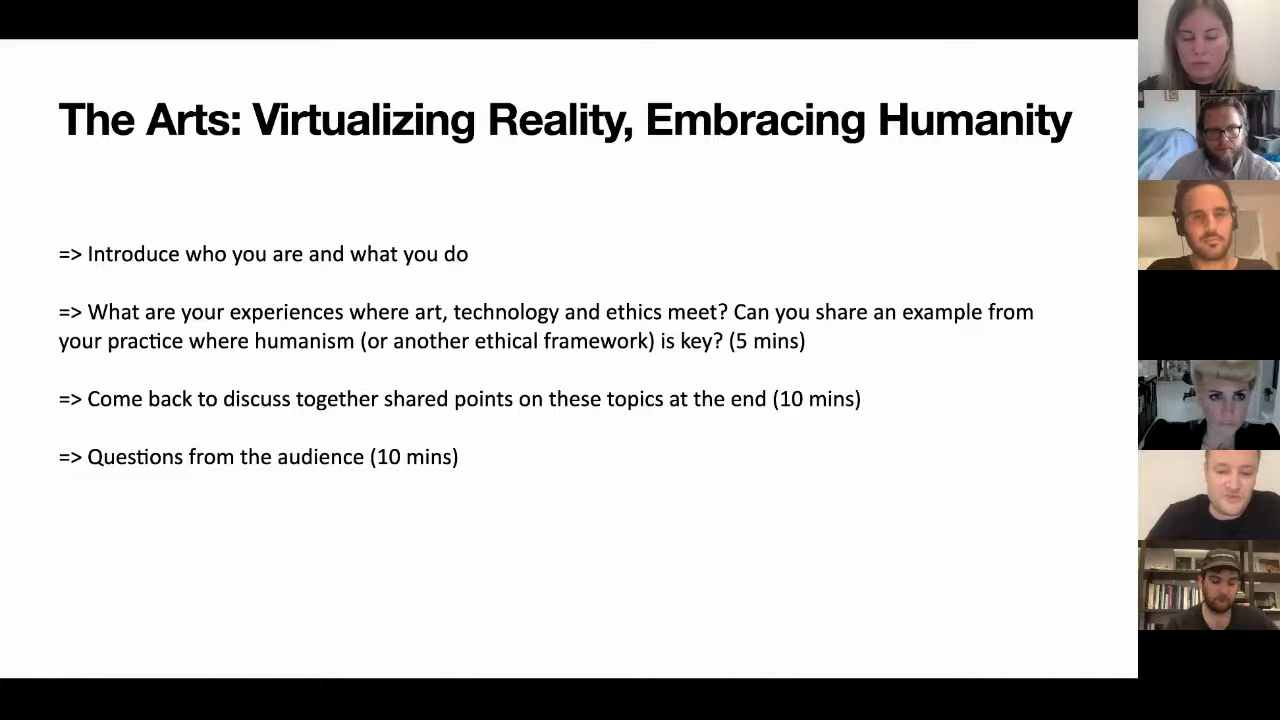 The Arts: Virtualizing Reality, Embracing Humanity
=> Introduce who you are and what you do
=> What are your experiences where art, technology and ethics meet? Can you share an example from
your practice where humanism (or another ethical framework) is key? (5 mins)
=> Come back to discuss together shared points on these topics at the end (10 mins)
=> Questions from the audience (10 mins)